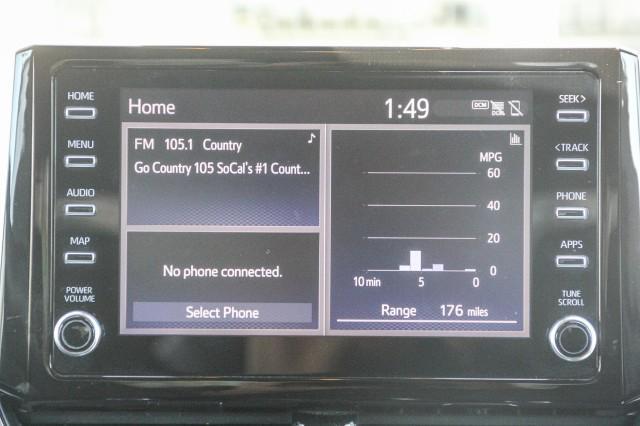 HOME
MENU
AUDIO
MAP
POWER
VOLUME
Home
1:49
DCM
DCM
FM 105.1 Country
Go Country 105 SoCal's #1 Count...
No phone connected.
Select Phone
MPG
60
40
20
0
10 min 5 0
Range 176 miles
SEEK>
<TRACK
PHONE
APPS
TUNE
SCROLL